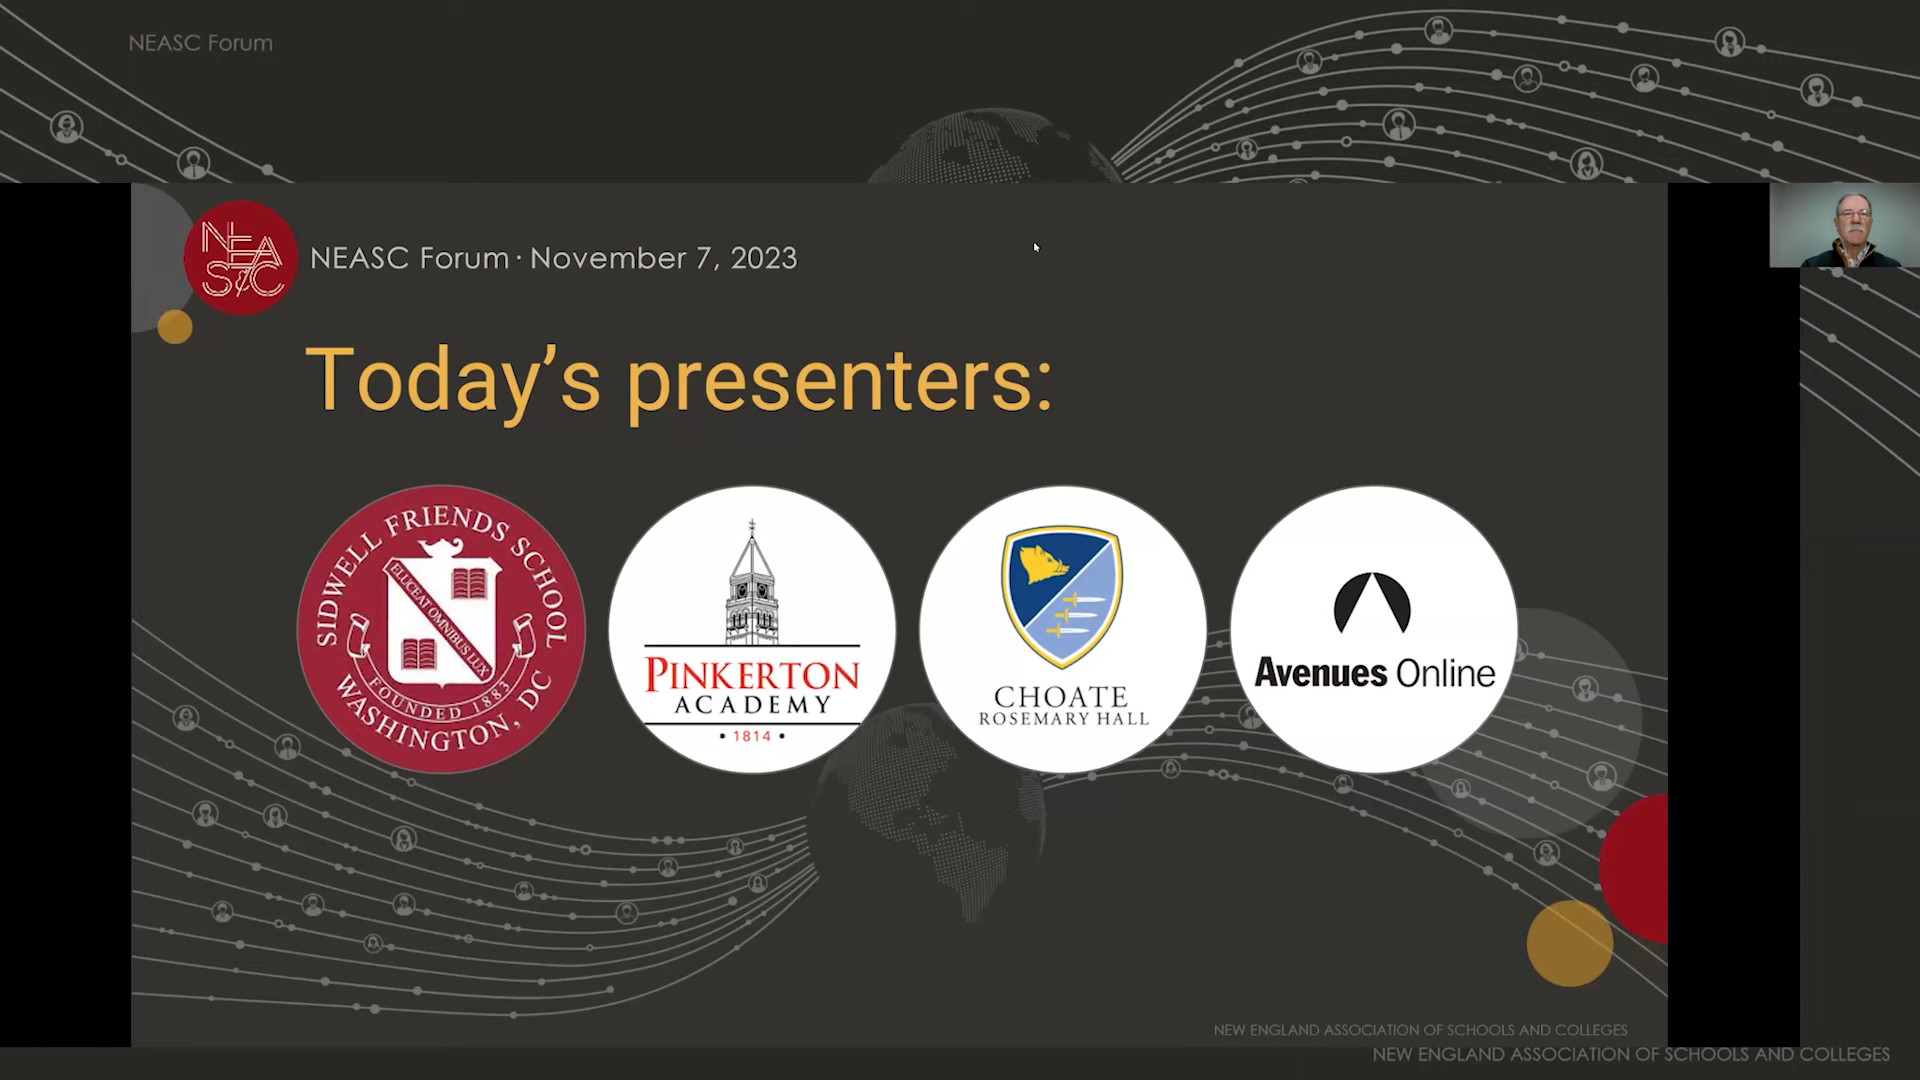 NEASC Forum
NEASC
NEASC Forum · November 7, 2023
Today's presenters:
SIDWELL FRIENDS SCHOOL
ELUCEAT OMNIBUS LUX
FOUNDED 1883
WASHINGTON, DC
PINKERTON
ACADEMY
• 1814 •
CHOATE
ROSEMARY HALL
Avenues Online
NEW ENGLAND ASSOCIATION OF SCHOOLS AND COLLEGES
NEW ENGLAND ASSOCIATION OF SCHOOLS AND COLLEGES